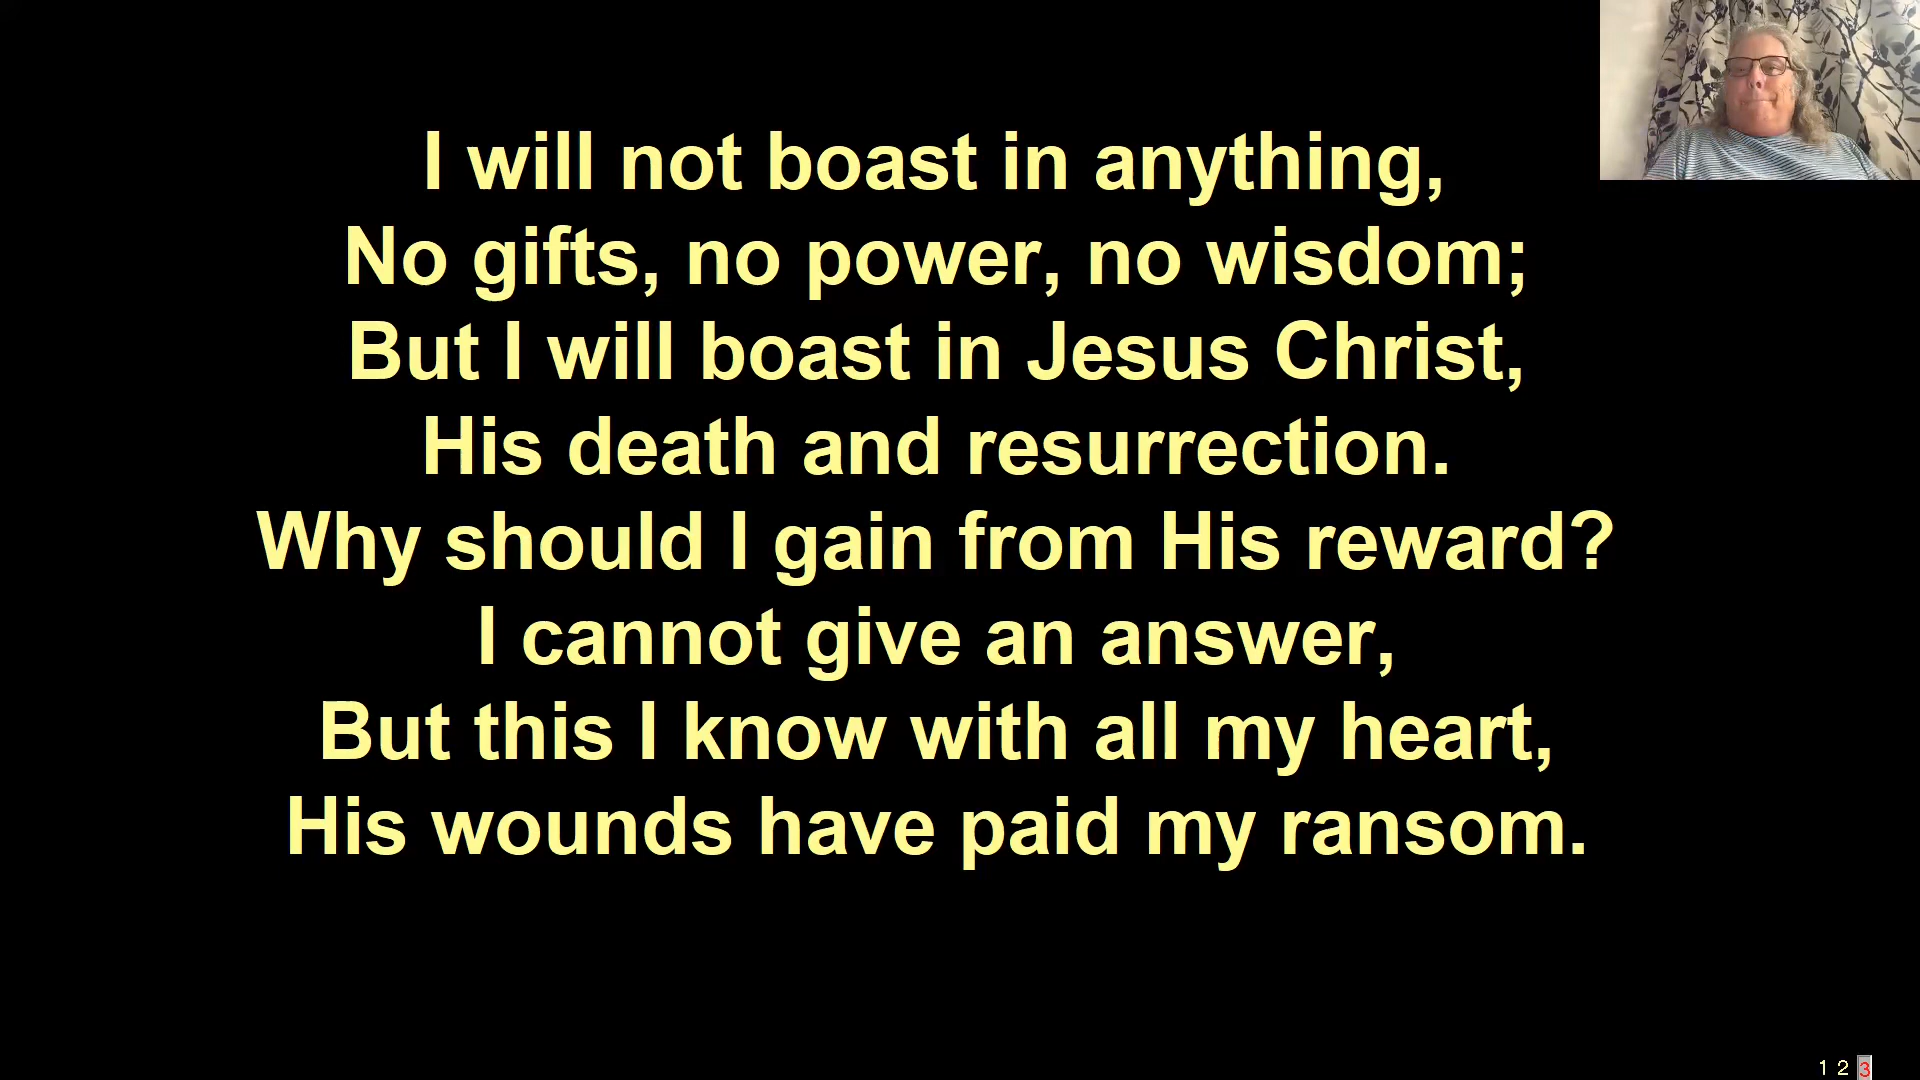 I will not boast in anything,
No gifts, no power, no wisdom;
But I will boast in Jesus Christ,
His death and resurrection.
Why should I gain from His reward?
I cannot give an answer,
But this I know with all my heart,
His wounds have paid my ransom.
1 2 3